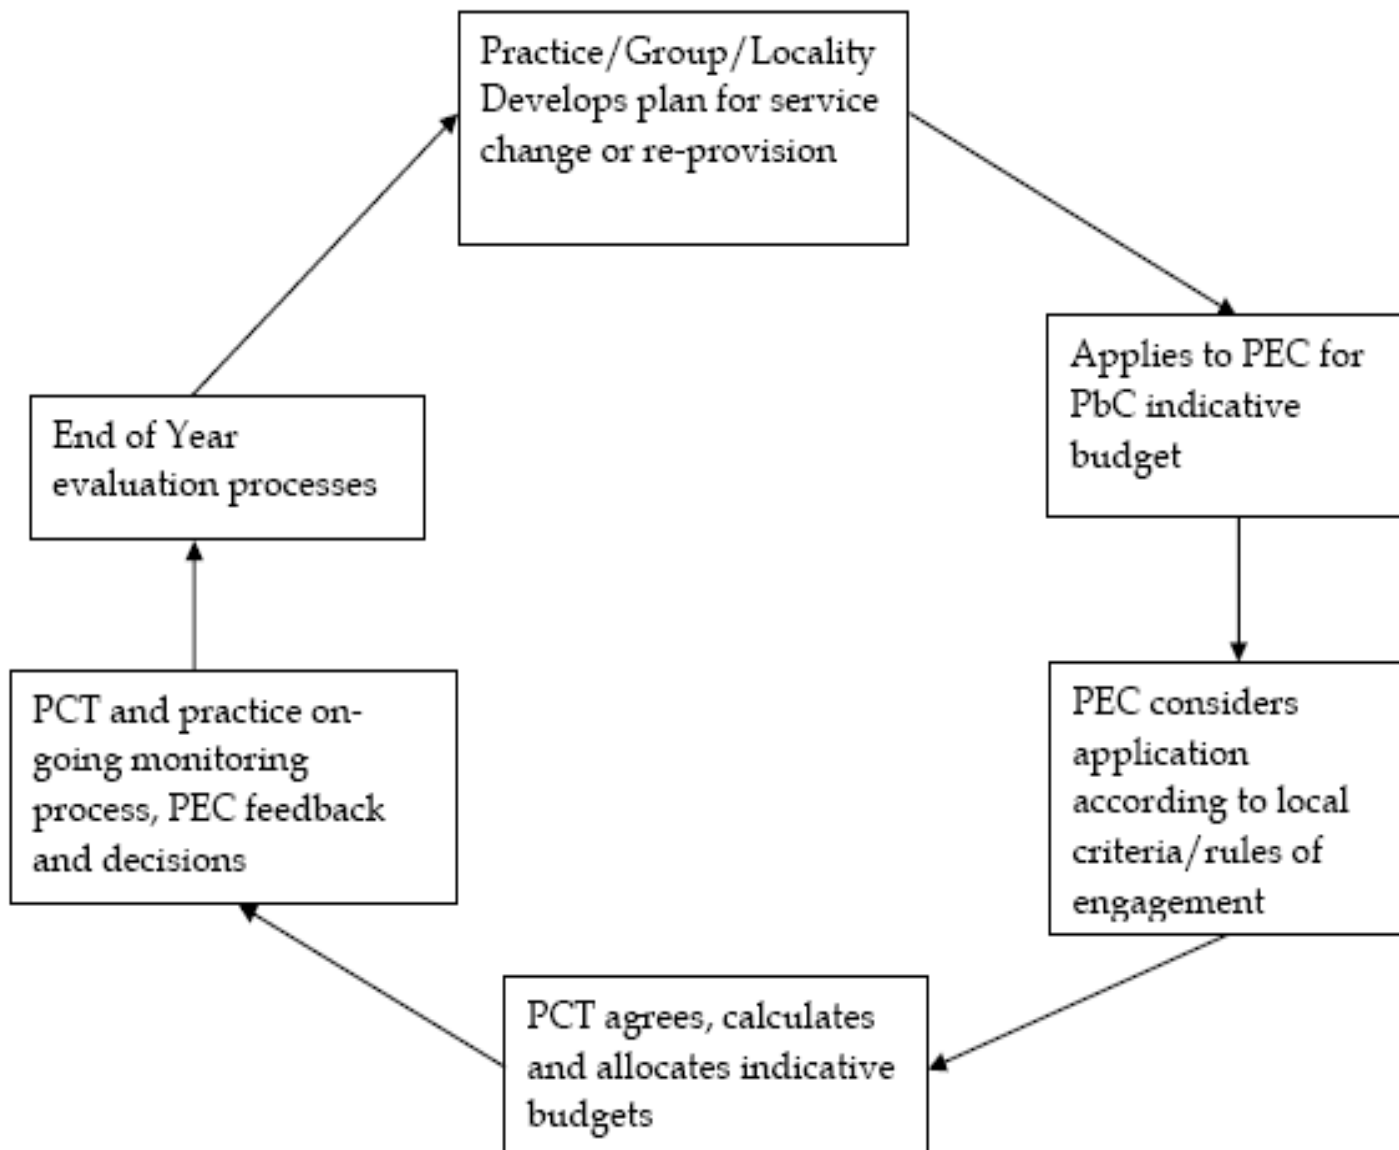 Practice/Group/Locality
Develops plan for service
change or re-provision
Applies to PEC for
PbC indicative
budget
PEC considers
application
according to local
criteria/rules of
engagement
PCT agrees, calculates
and allocates indicative
budgets
PCT and practice on-
going monitoring
process, PEC feedback
and decisions
End of Year
evaluation processes